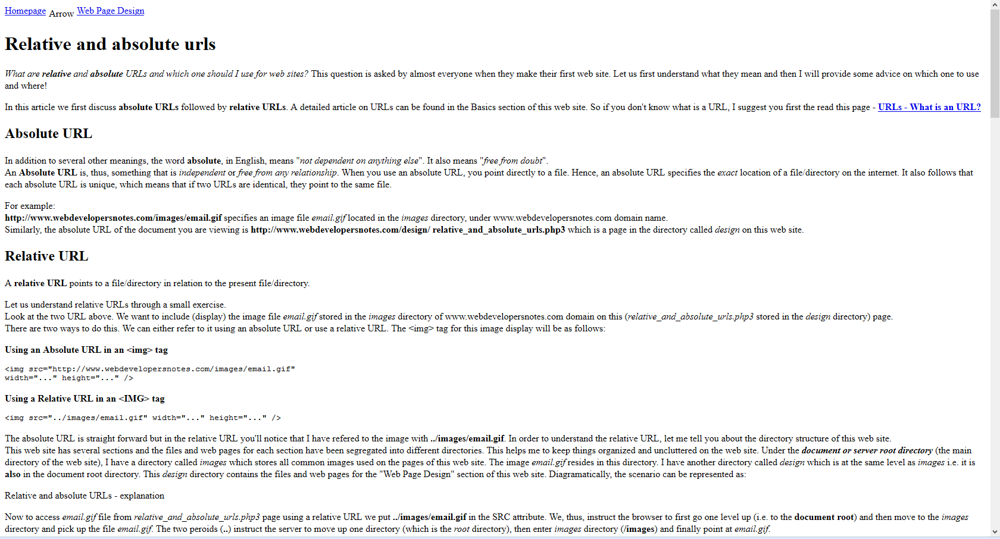 Homepage Arrow Web Page Design
Relative and absolute urls
What are relative and absolute URLs and which one should I use for web sites? This question is asked by almost everyone when they make their first web site. Let us first understand what they mean and then I will provide some advice on which one to use
and where!
In this article we first discuss absolute URLs followed by relative URLs. A detailed article on URLs can be found in the Basics section of this web site. So if you don't know what is a URL, I suggest you first the read this page - URLs - What is an URL?
Absolute URL
In addition to several other meanings, the word absolute, in English, means "not dependent on anything else". It also means "free from doubt".
An Absolute URL is, thus, something that is independent or free from any relationship. When you use an absolute URL, you point directly to a file. Hence, an absolute URL specifies the exact location of a file/directory on the internet. It also follows that
each absolute URL is unique, which means that if two URLs are identical, they point to the same file.
For example:
http://www.webdevelopersnotes.com/images/email.gif specifies an image file email.gif located in the images directory, under www.webdevelopersnotes.com domain name.
Similarly, the absolute URL of the document you are viewing is http://www.webdevelopersnotes.com/design/ relative_and_absolute_urls.php3 which is a page in the directory called design on this web site.
Relative URL
A relative URL points to a file/directory in relation to the present file/directory.
Let us understand relative URLs through a small exercise.
Look at the two URL above. We want to include (display) the image file email.gif stored in the images directory of www.webdevelopersnotes.com domain on this (relative_and_absolute_urls.php3 stored in the design directory) page.
There are two ways to do this. We can either refer to it using an absolute URL or use a relative URL. The <img> tag for this image display will be as follows:
Using an Absolute URL in an <img> tag
<img src="http://www.webdevelopersnotes.com/images/email.gif"
width="..." height="..." />
Using a Relative URL in an <IMG> tag
<img src="../images/email.gif" width="..." height="..." />
The absolute URL is straight forward but in the relative URL you'll notice that I have refered to the image with ../images/email.gif. In order to understand the relative URL, let me tell you about the directory structure of this web site.
This web site has several sections and the files and web pages for each section have been segregated into different directories. This helps me to keep things organized and uncluttered on the web site. Under the document or server root directory (the main
directory of the web site), I have a directory called images which stores all common images used on the pages of this web site. The image email.gif resides in this directory. I have another directory called design which is at the same level as images i.e. it is
also in the document root directory. This design directory contains the files and web pages for the "Web Page Design" section of this web site. Diagramatically, the scenario can be represented as:
Relative and absolute URLs - explanation
Now to access email.gif file from relative_and_absolute_urls.php3 page using a relative URL we put ../images/email.gif in the SRC attribute. We, thus, instruct the browser to first go one level up (i.e. to the document root) and then move to the images
directory and pick up the file email.gif. The two peroids (..) instruct the server to move up one directory (which is the root directory), then enter images directory (/images) and finally point at email.gif.